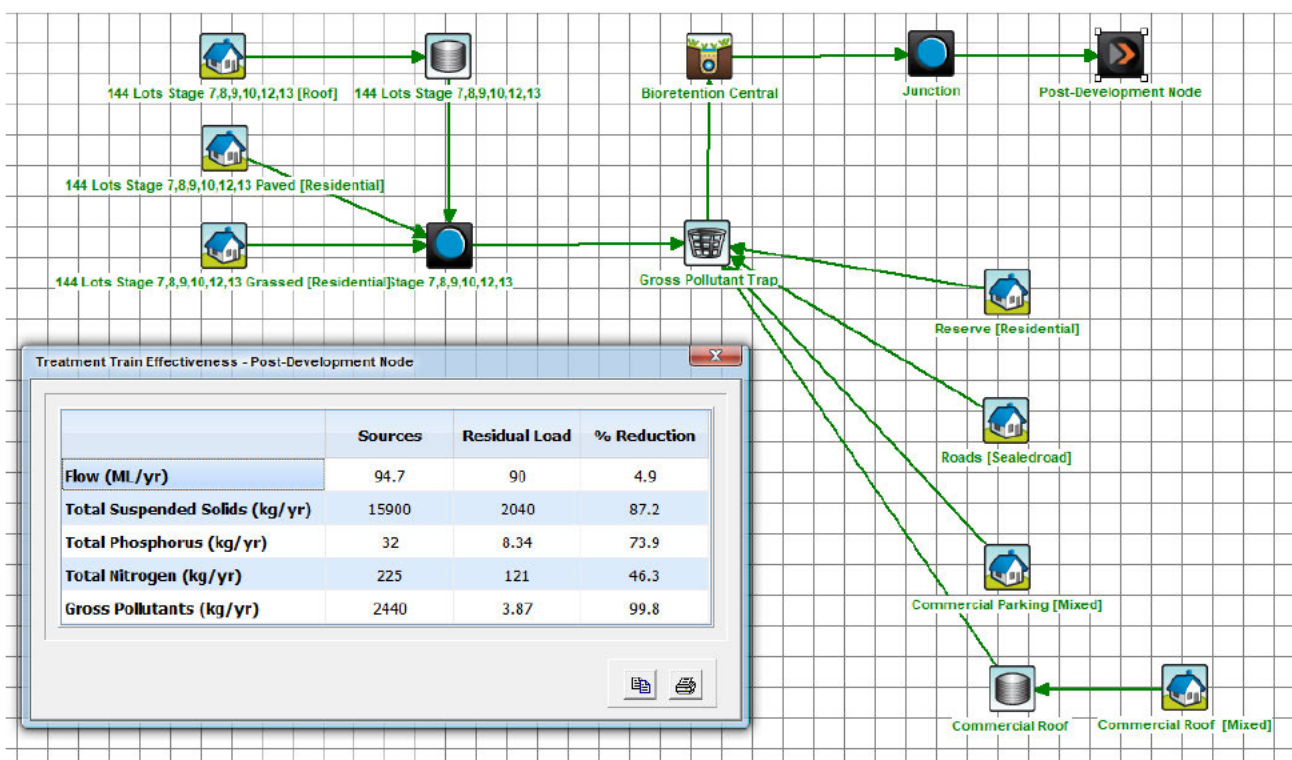 144 Lots Stage 7,8,9,10,12,13 [Roof]
144 Lots Stage 7,8,9,10,12,13
Bioretention Central
Junction
Post-Development Node
144 Lots Stage 7,8,9,10,12,13 Paved [Residential]
144 Lots Stage 7,8,9,10,12,13 Grassed [Residential]
Stage 7,8,9,10,12,13
Gross Pollutant Trap
Reserve [Residential]
Roads [Sealedroad]
Commercial Parking [Mixed]
Commercial Roof
Commercial Roof [Mixed]
Treatment Train Effectiveness - Post-Development Node
Sources Residual Load % Reduction
Flow (ML/yr) 94.7 90 4.9
Total Suspended Solids (kg/yr) 15900 2040 87.2
Total Phosphorus (kg/yr) 32 8.34 73.9
Total Nitrogen (kg/yr) 225 121 46.3
Gross Pollutants (kg/yr) 2440 3.87 99.8